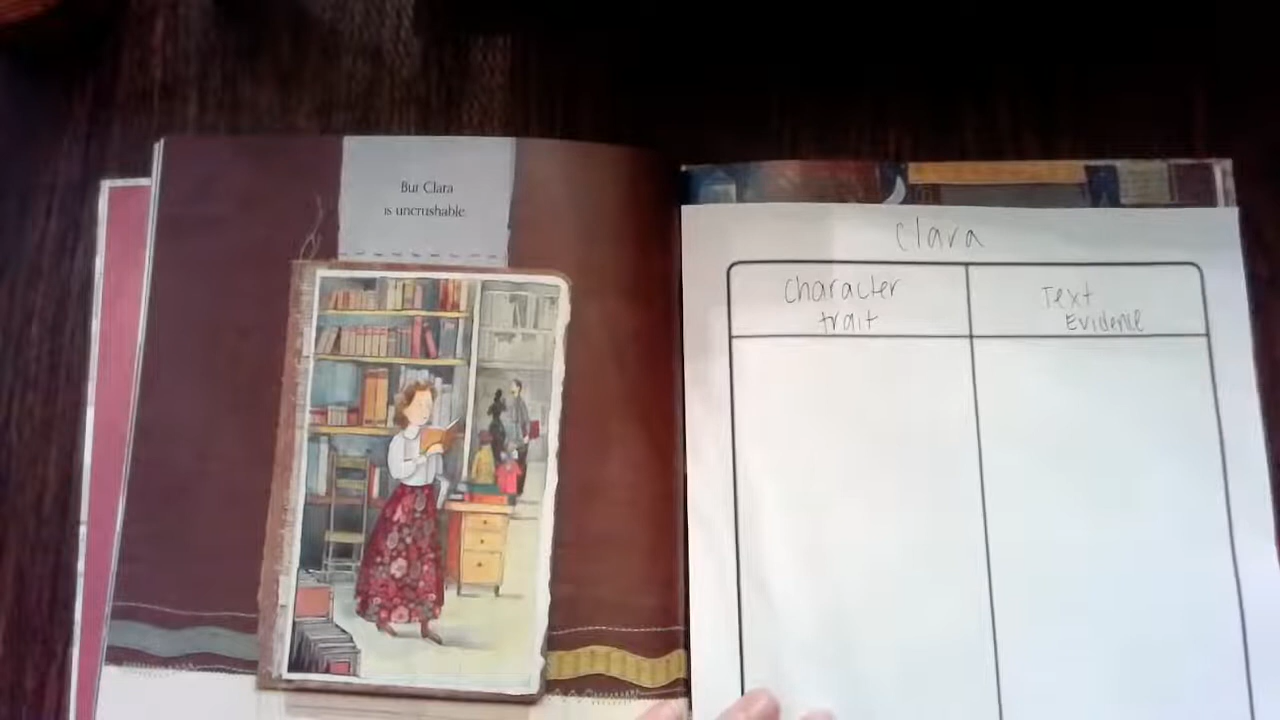 But Clara
is uncrushable.
Clara
Character
trait
Text
Evidence